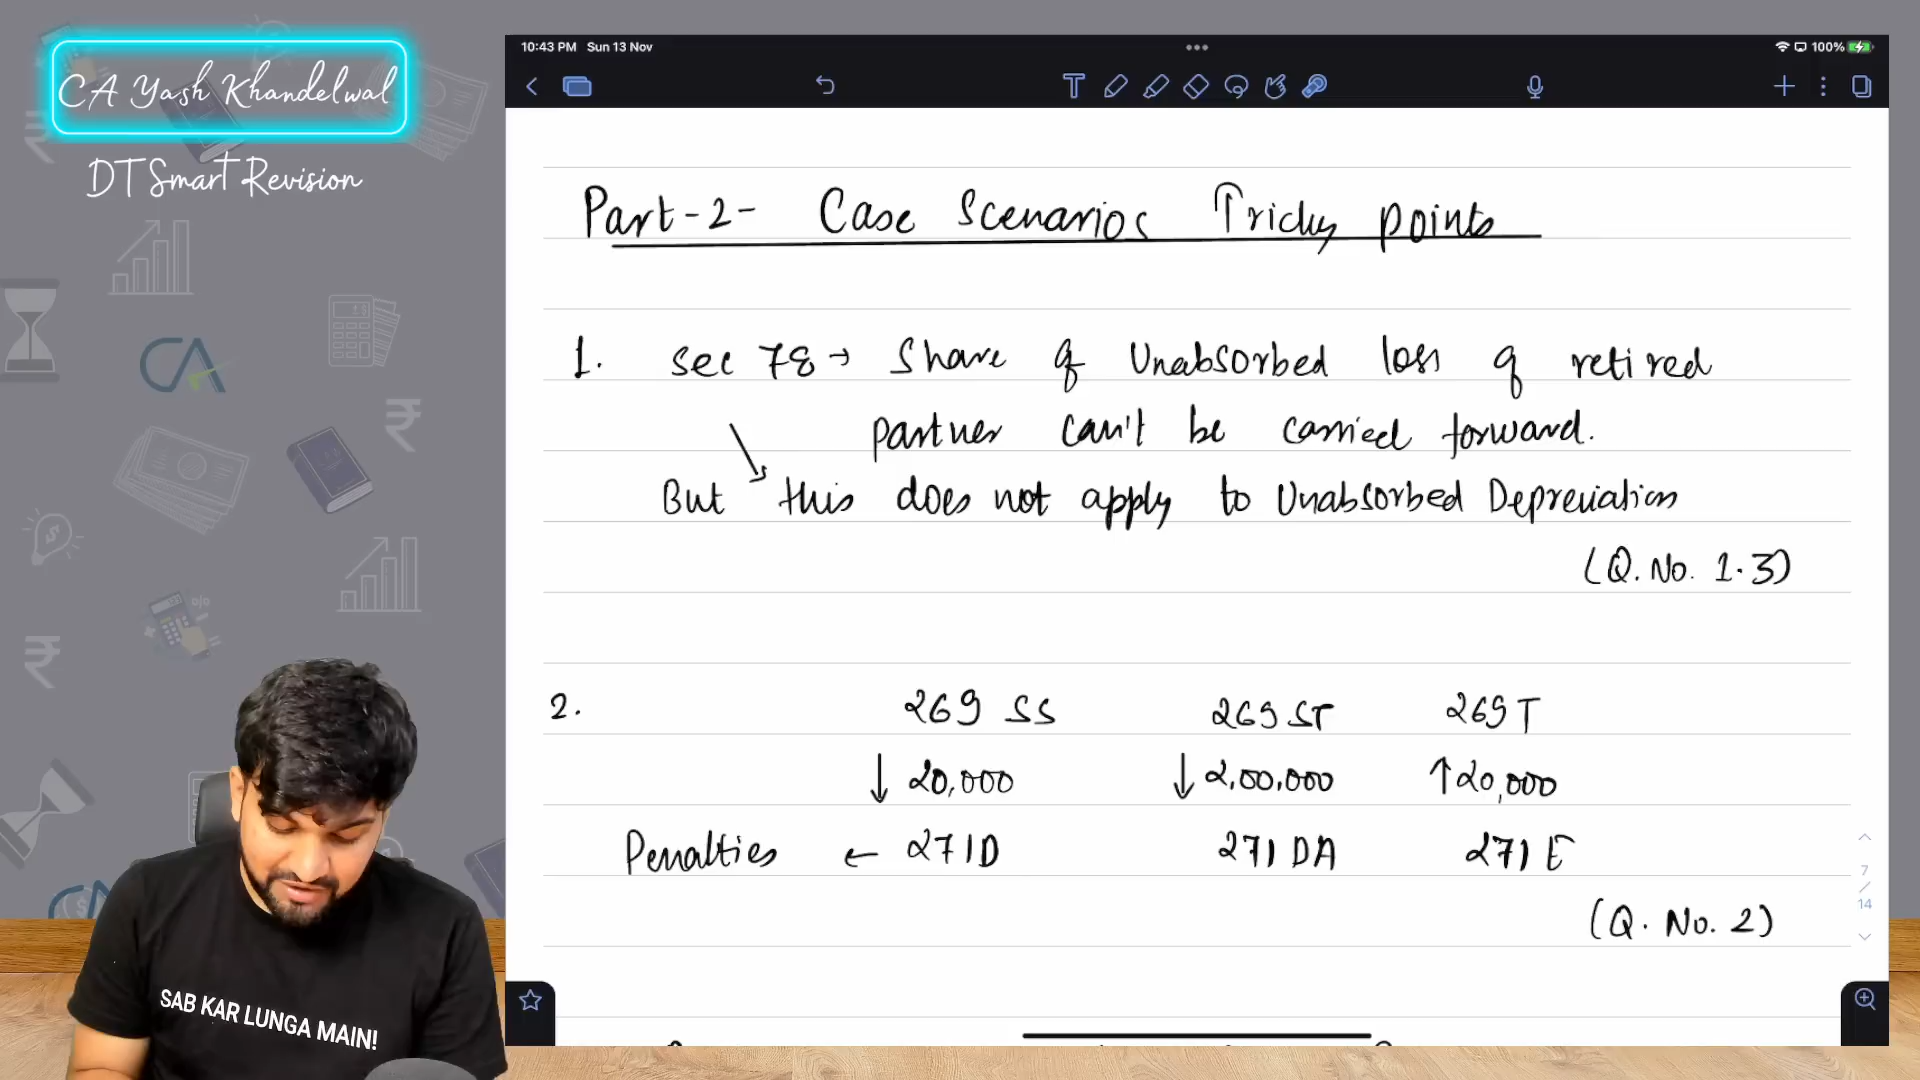 CA Yash Khandelwal
DT Smart Revision
10:43 PM Sun 13 Nov
100%
Part-2- Case Scenarios Tricky points
1. sec 78 → Share of Unabsorbed loss of retired
partner can't be carried forward.
But this does not apply to Unabsorbed Depreciation
(Q. No. 1.3)
2. 269 SS 269 ST 269 T
↓ 20,000 ↓ 2,00,000 ↑ 20,000
Penalties ← 271D 271 DA 271 E
(Q. No. 2)
7
/
14
SAB KAR LUNGA MAIN!